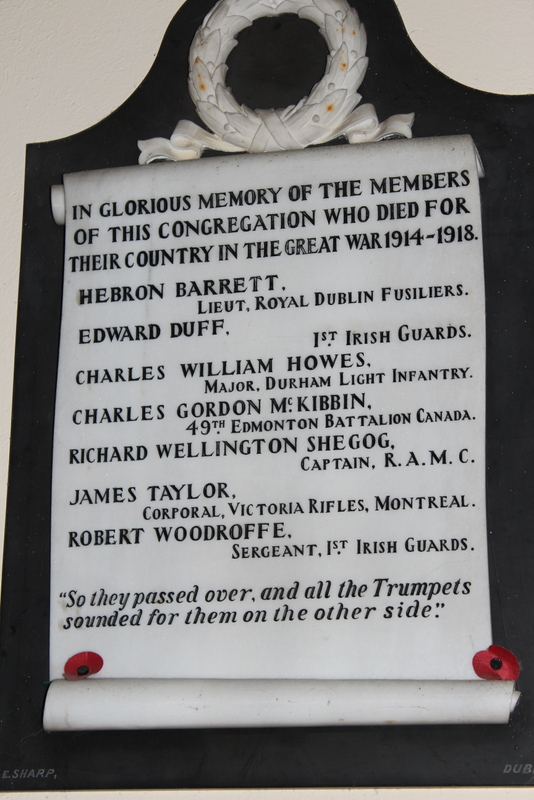 IN GLORIOUS MEMORY OF THE MEMBERS
OF THIS CONGREGATION WHO DIED FOR
THEIR COUNTRY IN THE GREAT WAR 1914-1918.
HEBRON BARRETT,
LIEUT, ROYAL DUBLIN FUSILIERS.
EDWARD DUFF,
1ST IRISH GUARDS.
CHARLES WILLIAM HOWES,
MAJOR, DURHAM LIGHT INFANTRY.
CHARLES GORDON McKIBBIN,
49TH EDMONTON BATTALION CANADA.
RICHARD WELLINGTON SHEGOG,
CAPTAIN, R.A.M.C.
JAMES TAYLOR,
CORPORAL, VICTORIA RIFLES, MONTREAL.
ROBERT WOODROFFE,
SERGEANT, 1ST IRISH GUARDS.
"So they passed over, and all the Trumpets
sounded for them on the other side."
E. SHARP,